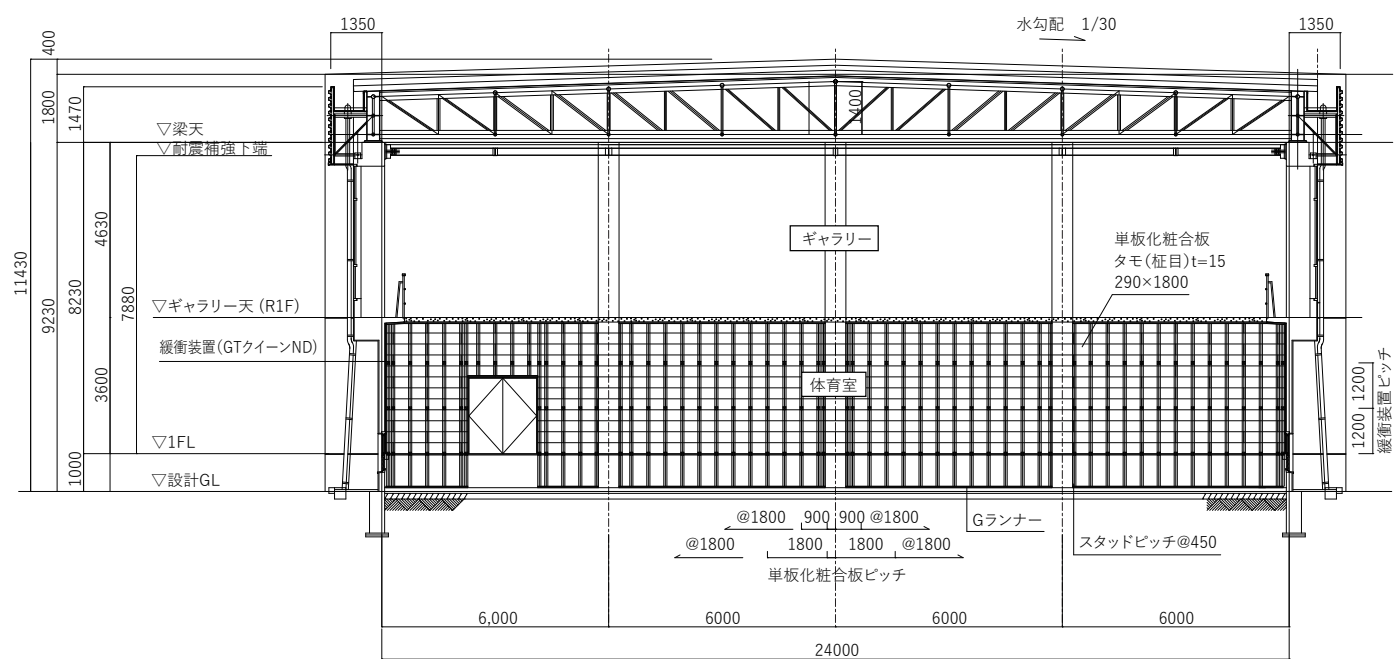 1350
水勾配 1/30
1350
400
1800
1470
▽梁天
▽耐震補強下端
1400
ギャラリー
単板化粧合板
タモ(柾目)t=15
290×1800
11430
9230
8230
7880
4630
3600
1000
▽ギャラリー天 (R1F)
緩衝装置(GTクイーンND)
体育室
▽1FL
▽設計GL
1200
1200
緩衝装置ピッチ
@1800
900
900
@1800
Gランナー
@1800
1800
1800
@1800
スタッドピッチ@450
単板化粧合板ピッチ
6,000
6000
6000
6000
24000